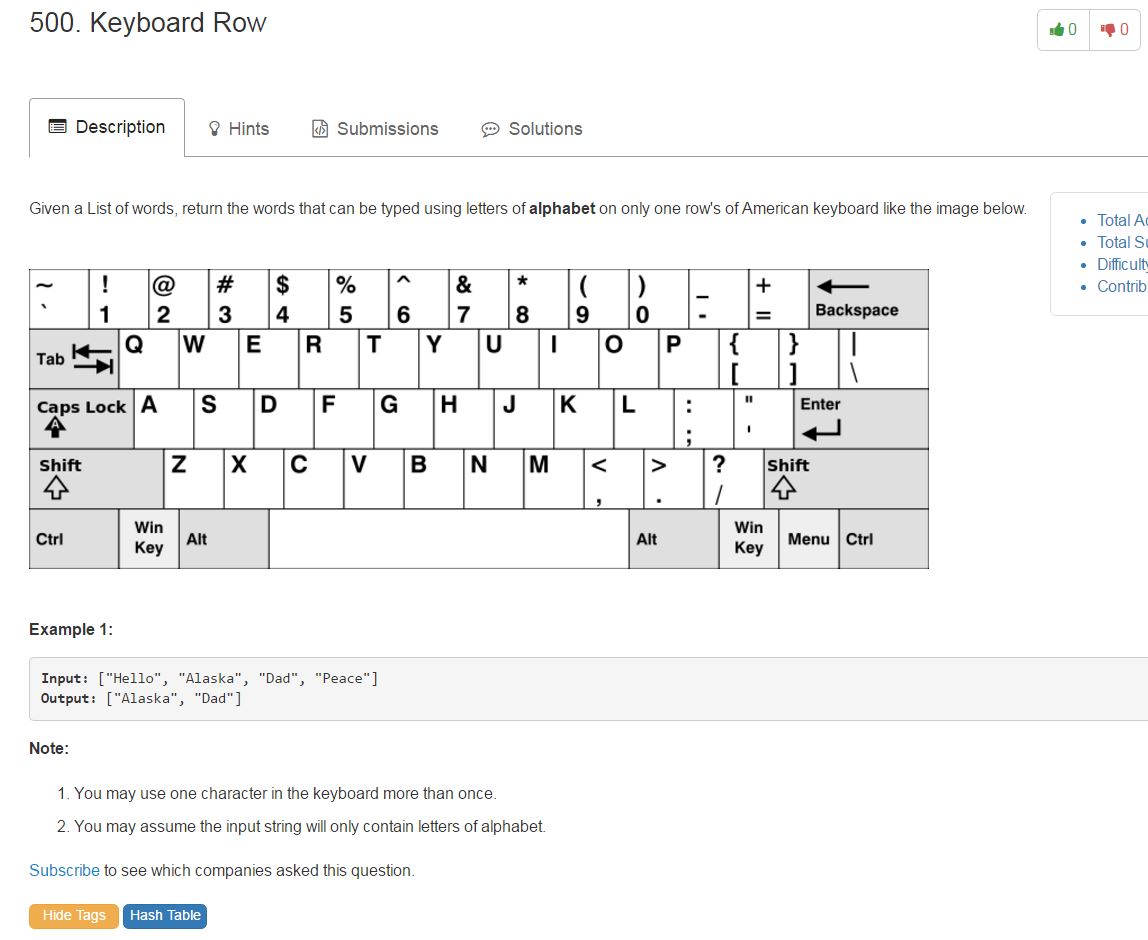 500. Keyboard Row
0 0
Description Hints Submissions Solutions
Given a List of words, return the words that can be typed using letters of alphabet on only one row's of American keyboard like the image below.
Total
Total
Difficulty
~ ! @ # $ % ^ & * ( ) _ + Backspace
` 1 2 3 4 5 6 7 8 9 0 - =
Tab Q W E R T Y U I O P { } |
[ ] \
Caps Lock A S D F G H J K L : " Enter
A ; '
Shift Z X C V B N M < > ? Shift
, . /
Ctrl Win Key Alt Alt Win Key Menu Ctrl
Example 1:
Input: ["Hello", "Alaska", "Dad", "Peace"]
Output: ["Alaska", "Dad"]
Note:
1. You may use one character in the keyboard more than once.
2. You may assume the input string will only contain letters of alphabet.
Subscribe to see which companies asked this question.
Hide Tags Hash Table